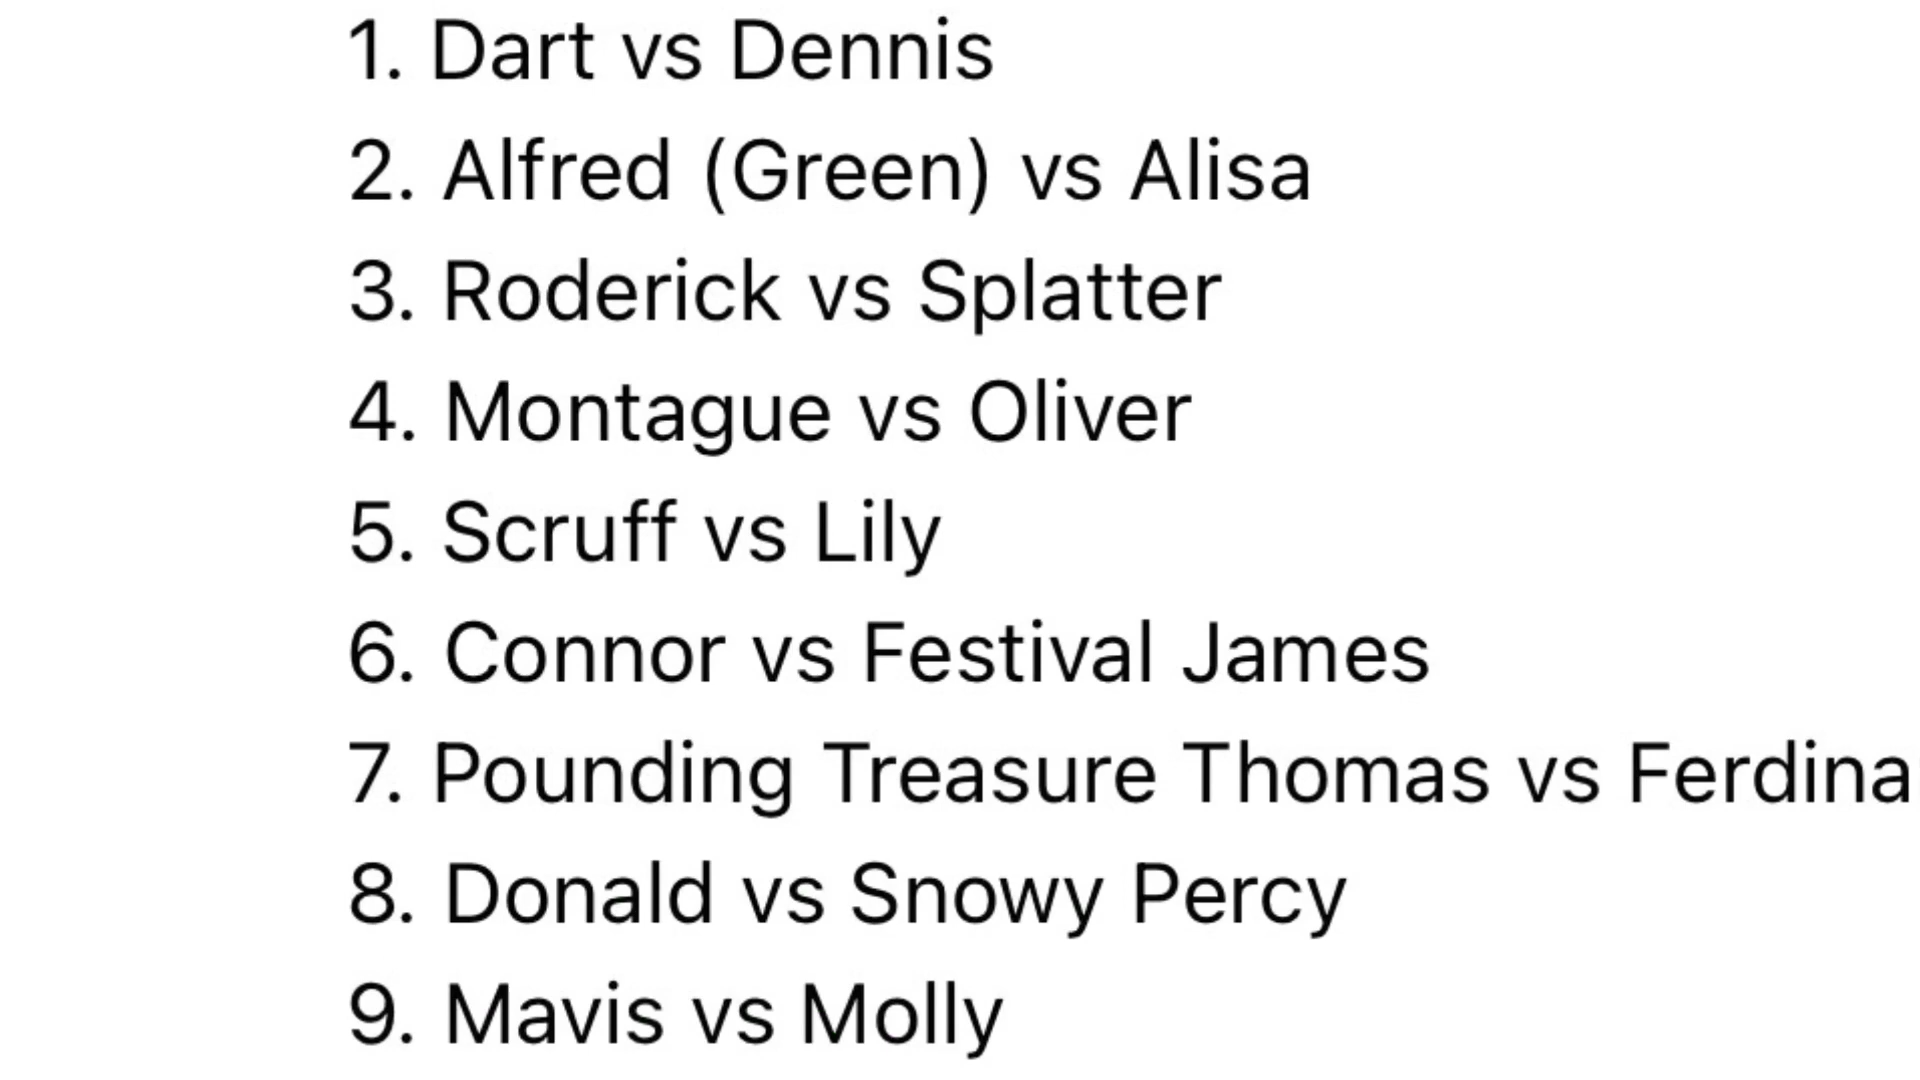 1. Dart vs Dennis
2. Alfred (Green) vs Alisa
3. Roderick vs Splatter
4. Montague vs Oliver
5. Scruff vs Lily
6. Connor vs Festival James
7. Pounding Treasure Thomas vs Ferdina
8. Donald vs Snowy Percy
9. Mavis vs Molly